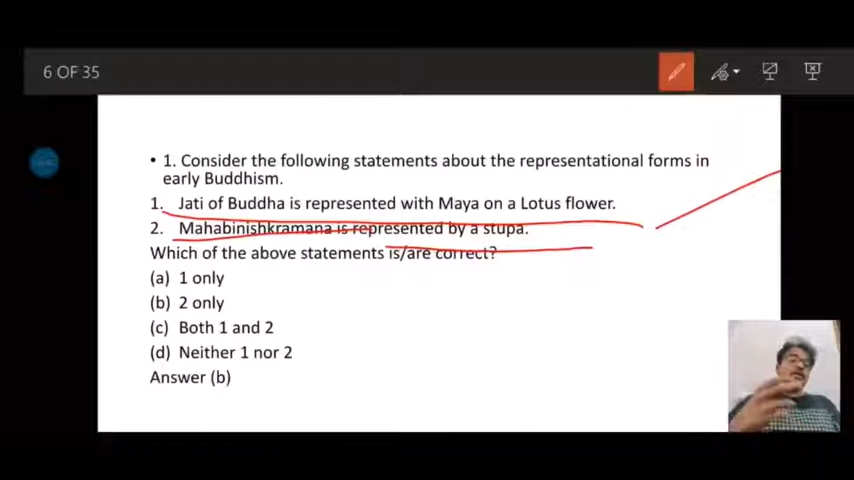 6 OF 35
• 1. Consider the following statements about the representational forms in
early Buddhism.
1. Jati of Buddha is represented with Maya on a Lotus flower.
2. Mahabinishkramana is represented by a stupa.
Which of the above statements is/are correct?
(a) 1 only
(b) 2 only
(c) Both 1 and 2
(d) Neither 1 nor 2
Answer (b)